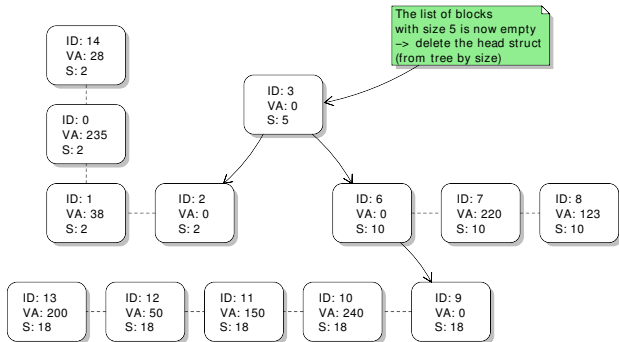 The list of blocks
with size 5 is now empty
–> delete the head struct
(from tree by size)
ID: 14
VA: 28
S: 2
ID: 3
VA: 0
S: 5
ID: 0
VA: 235
S: 2
ID: 1
VA: 38
S: 2
ID: 2
VA: 0
S: 2
ID: 6
VA: 0
S: 10
ID: 7
VA: 220
S: 10
ID: 8
VA: 123
S: 10
ID: 13
VA: 200
S: 18
ID: 12
VA: 50
S: 18
ID: 11
VA: 150
S: 18
ID: 10
VA: 240
S: 18
ID: 9
VA: 0
S: 18